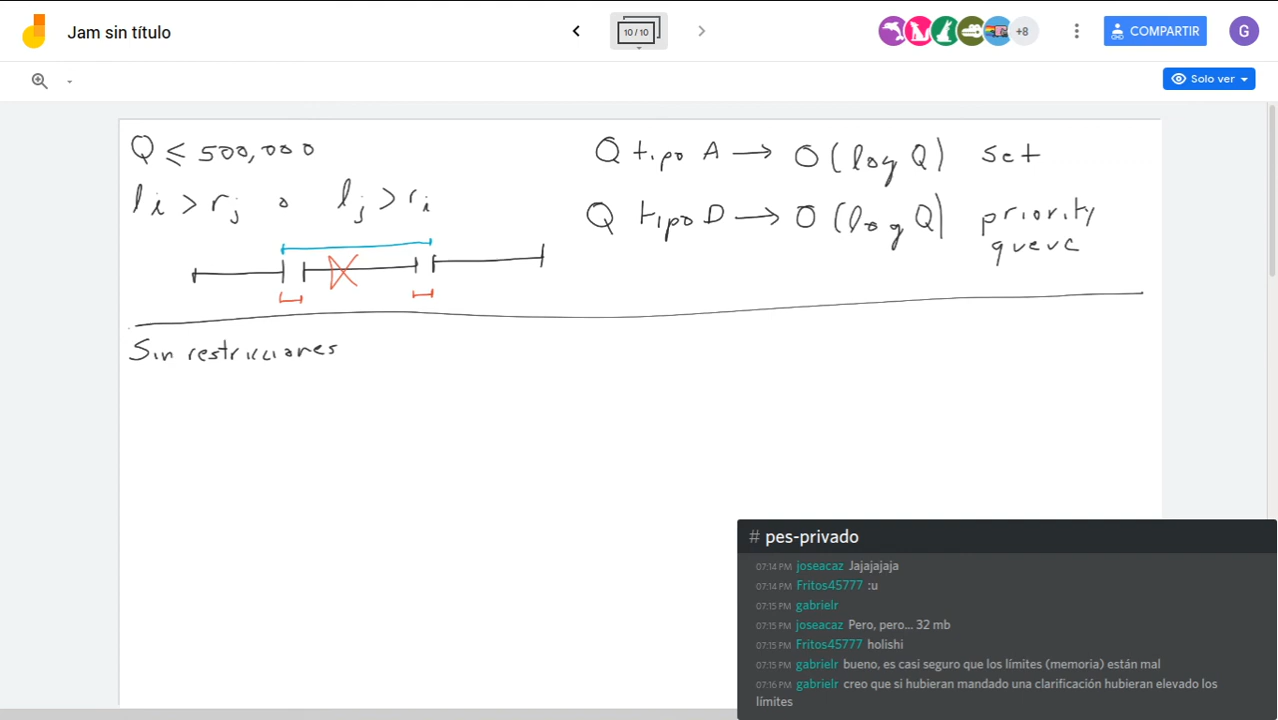 Jam sin título
10 / 10
+8
COMPARTIR
G
Solo ver
Q ≤ 500,000
li > rj o lj > ri
Q tipo A → O(log Q) set
Q tipo D → O(log Q) priority
queue
Sin restricciones
# pes-privado
07:14 PM joseacaz Jajajajaja
07:14 PM Fritos45777 :u
07:15 PM gabrielr
07:15 PM joseacaz Pero, pero... 32 mb
07:15 PM Fritos45777 holishi
07:15 PM gabrielr bueno, es casi seguro que los límites (memoria) están mal
07:16 PM gabrielr creo que si hubieran mandado una clarificación hubieran elevado los
límites